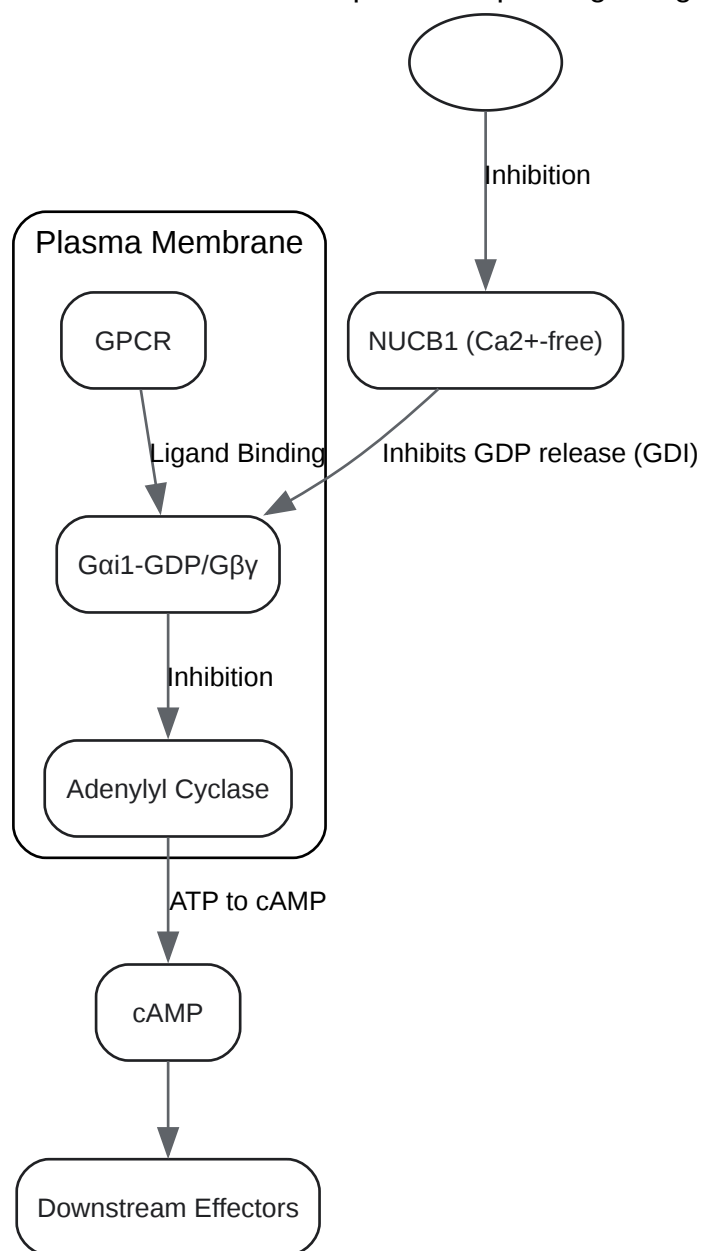 Inhibition
Plasma Membrane
GPCR
NUCB1 (Ca2+-free)
Ligand Binding
Inhibits GDP release (GDI)
Gαi1-GDP/Gβγ
Inhibition
Adenylyl Cyclase
ATP to cAMP
cAMP
Downstream Effectors